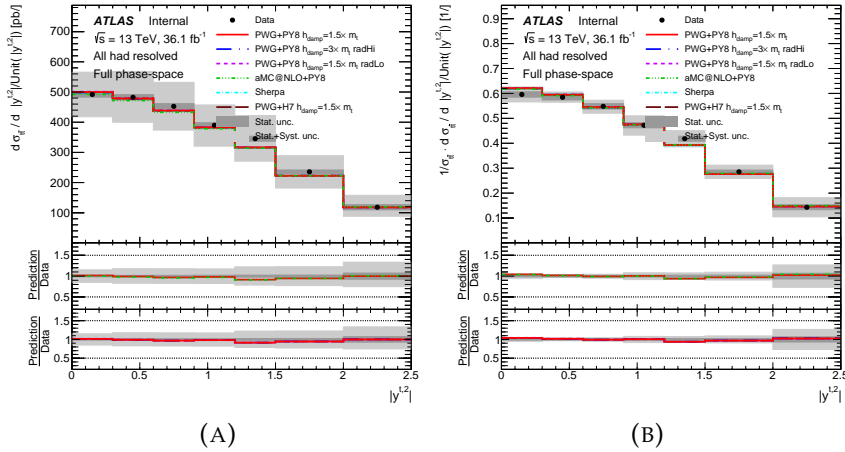 ATLAS Internal
√s = 13 TeV, 36.1 fb⁻¹
All had resolved
Full phase-space
Data
PWG+PY8 h_damp=1.5× m_t
PWG+PY8 h_damp=3× m_t radHi
PWG+PY8 h_damp=1.5× m_t radLo
aMC@NLO+PY8
Sherpa
PWG+H7 h_damp=1.5× m_t
Stat. unc.
Stat.+Syst. unc.
d σ_tt̄ / d |y^{t,2}|/Unit(|y^{t,2}|) [pb/]
700
600
500
400
300
200
100
Prediction
Data
1.5
1
0.5
Prediction
Data
1.5
1
0.5
0 0.5 1 1.5 2 2.5
|y^{t,2}|
(A)
ATLAS Internal
√s = 13 TeV, 36.1 fb⁻¹
All had resolved
Full phase-space
Data
PWG+PY8 h_damp=1.5× m_t
PWG+PY8 h_damp=3× m_t radHi
PWG+PY8 h_damp=1.5× m_t radLo
aMC@NLO+PY8
Sherpa
PWG+H7 h_damp=1.5× m_t
Stat. unc.
Stat.+Syst. unc.
1/σ_tt̄ · d σ_tt̄ / d |y^{t,2}|/Unit(|y^{t,2}|) [1/]
1
0.9
0.8
0.7
0.6
0.5
0.4
0.3
0.2
0.1
Prediction
Data
1.5
1
0.5
Prediction
Data
1.5
1
0.5
0 0.5 1 1.5 2 2.5
|y^{t,2}|
(B)